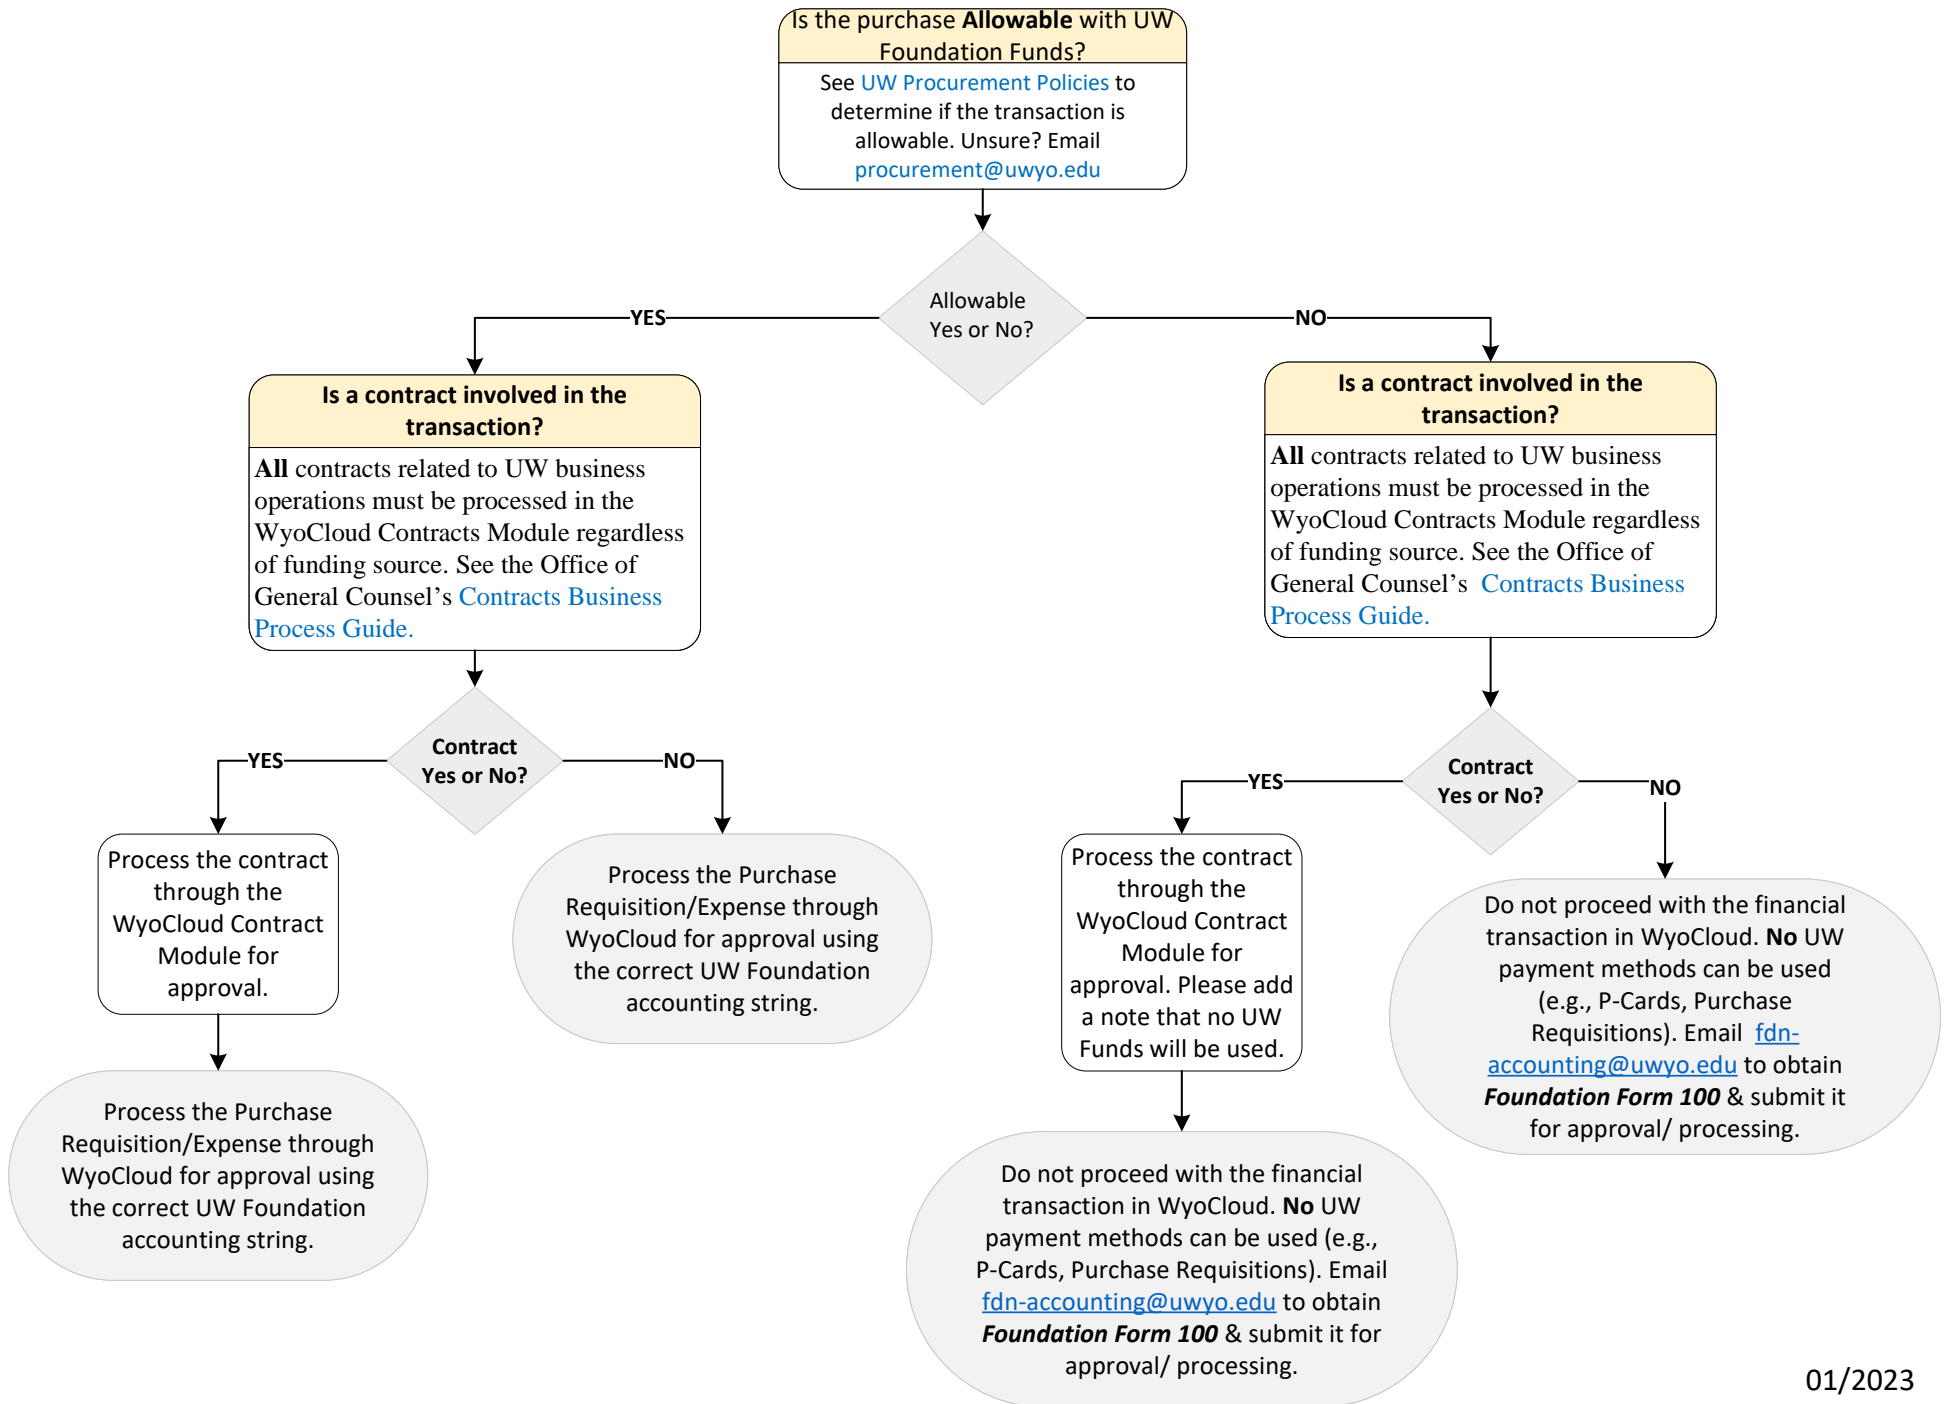 Is the purchase Allowable with UW
Foundation Funds?
See UW Procurement Policies to
determine if the transaction is
allowable. Unsure? Email
procurement@uwyo.edu
Allowable
Yes or No?
YES
NO
Is a contract involved in the
transaction?
All contracts related to UW business
operations must be processed in the
WyoCloud Contracts Module regardless
of funding source. See the Office of
General Counsel’s Contracts Business
Process Guide.
Is a contract involved in the
transaction?
All contracts related to UW business
operations must be processed in the
WyoCloud Contracts Module regardless
of funding source. See the Office of
General Counsel’s  Contracts Business
Process Guide.
Contract
Yes or No?
YES
NO
Contract
Yes or No?
YES
NO
Process the contract
through the
WyoCloud Contract
Module for
approval.
Process the Purchase
Requisition/Expense through
WyoCloud for approval using
the correct UW Foundation
accounting string.
Process the contract
through the
WyoCloud Contract
Module for
approval. Please add
a note that no UW
Funds will be used.
Do not proceed with the financial
transaction in WyoCloud. No UW
payment methods can be used
(e.g., P-Cards, Purchase
Requisitions). Email  fdn-
accounting@uwyo.edu to obtain
Foundation Form 100 & submit it
for approval/ processing.
Process the Purchase
Requisition/Expense through
WyoCloud for approval using
the correct UW Foundation
accounting string.
Do not proceed with the financial
transaction in WyoCloud. No UW
payment methods can be used (e.g.,
P-Cards, Purchase Requisitions). Email
fdn-accounting@uwyo.edu to obtain
Foundation Form 100 & submit it for
approval/ processing.
01/2023